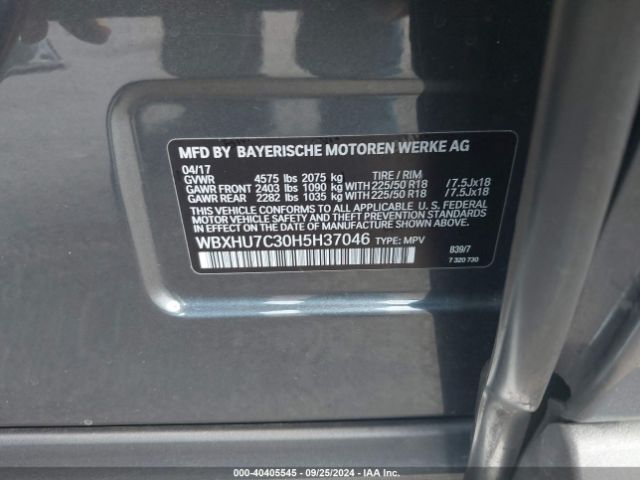 MFD BY BAYERISCHE MOTOREN WERKE AG
04/17 TIRE / RIM
GVWR 4575 lbs 2075 kg
GAWR FRONT 2403 lbs 1090 kg WITH 225/50 R18 /7.5Jx18
GAWR REAR 2282 lbs 1035 kg WITH 225/50 R18 /7.5Jx18
THIS VEHICLE CONFORMS TO ALL APPLICABLE U. S. FEDERAL
MOTOR VEHICLE SAFETY, BUMPER, AND THEFT PREVENTION STANDARDS
IN EFFECT ON THE DATE OF MANUFACTURE SHOWN ABOVE.
WBXHU7C30H5H37046 TYPE: MPV
839/7
7 320 730
000-40405545 - 09/25/2024 - IAA Inc.